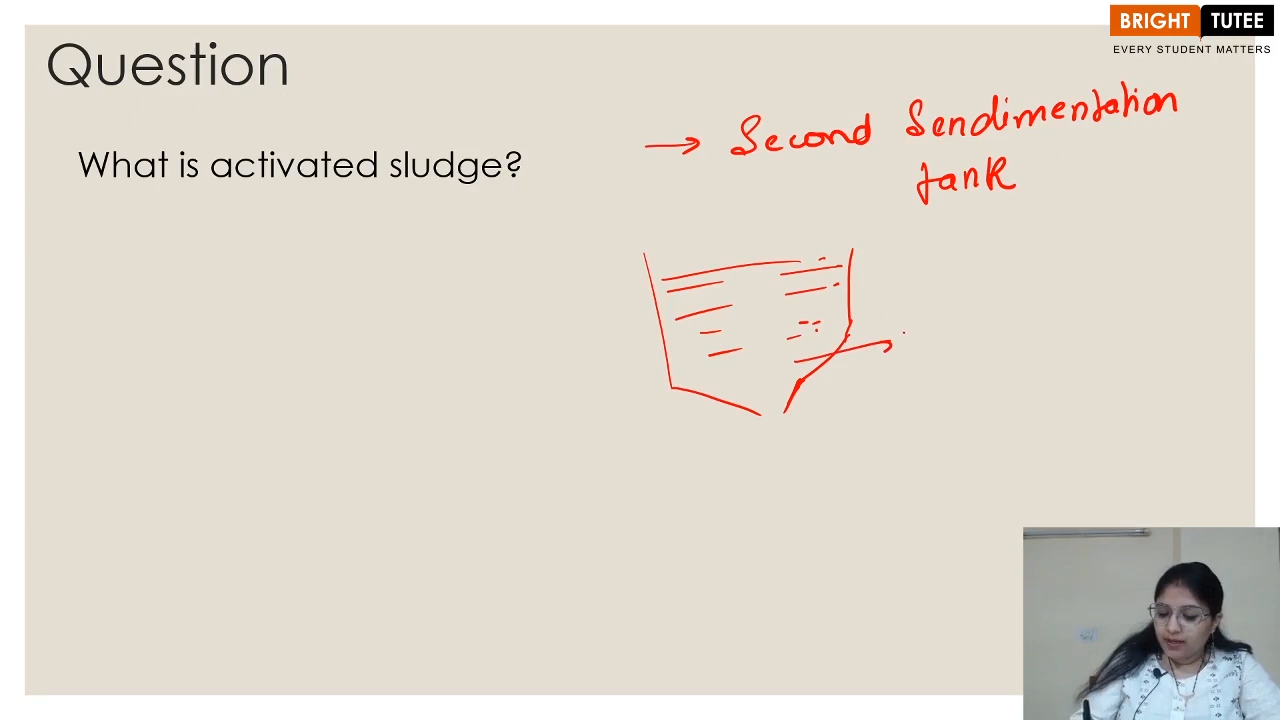 BRIGHT TUTEE
EVERY STUDENT MATTERS
Question
→ Second Sendimentation
tank
What is activated sludge?